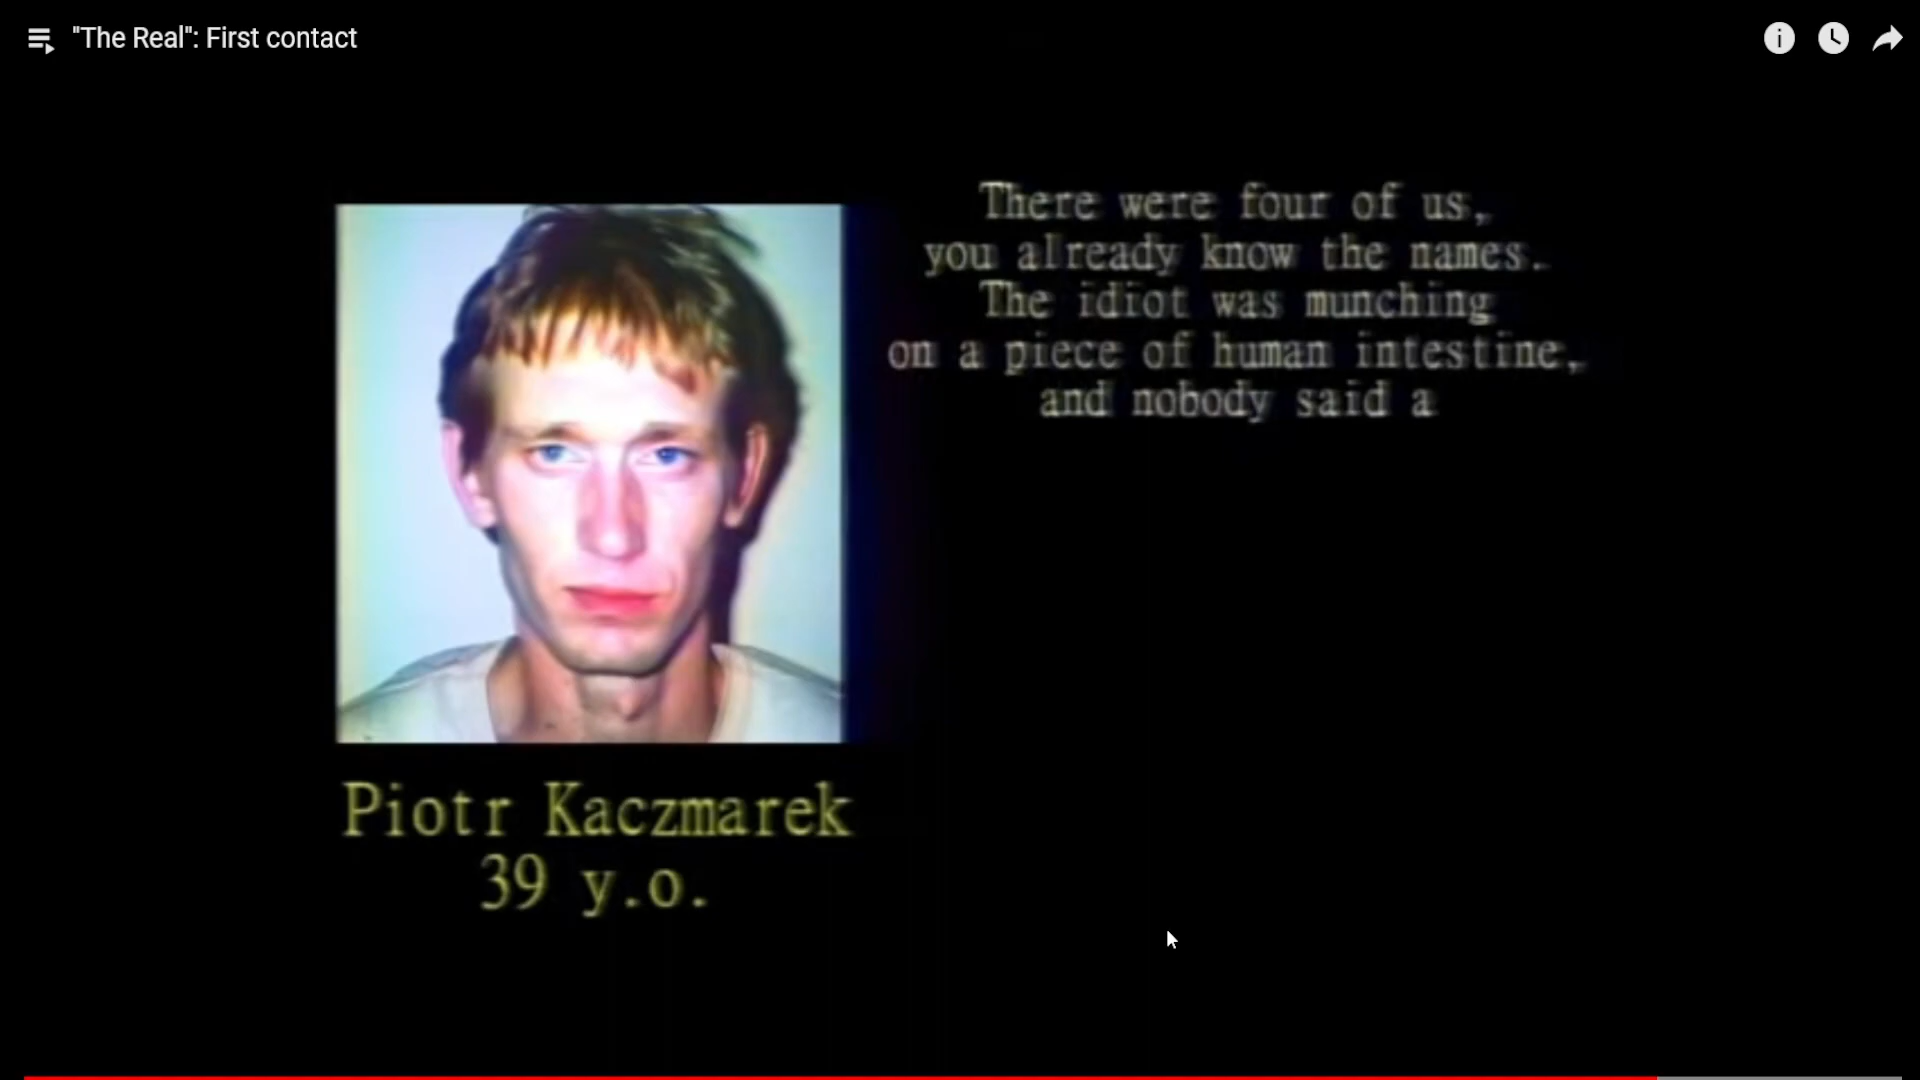 "The Real": First contact
There were four of us,
you already know the names.
The idiot was munching
on a piece of human intestine,
and nobody said a
Piotr Kaczmarek
39 y.o.